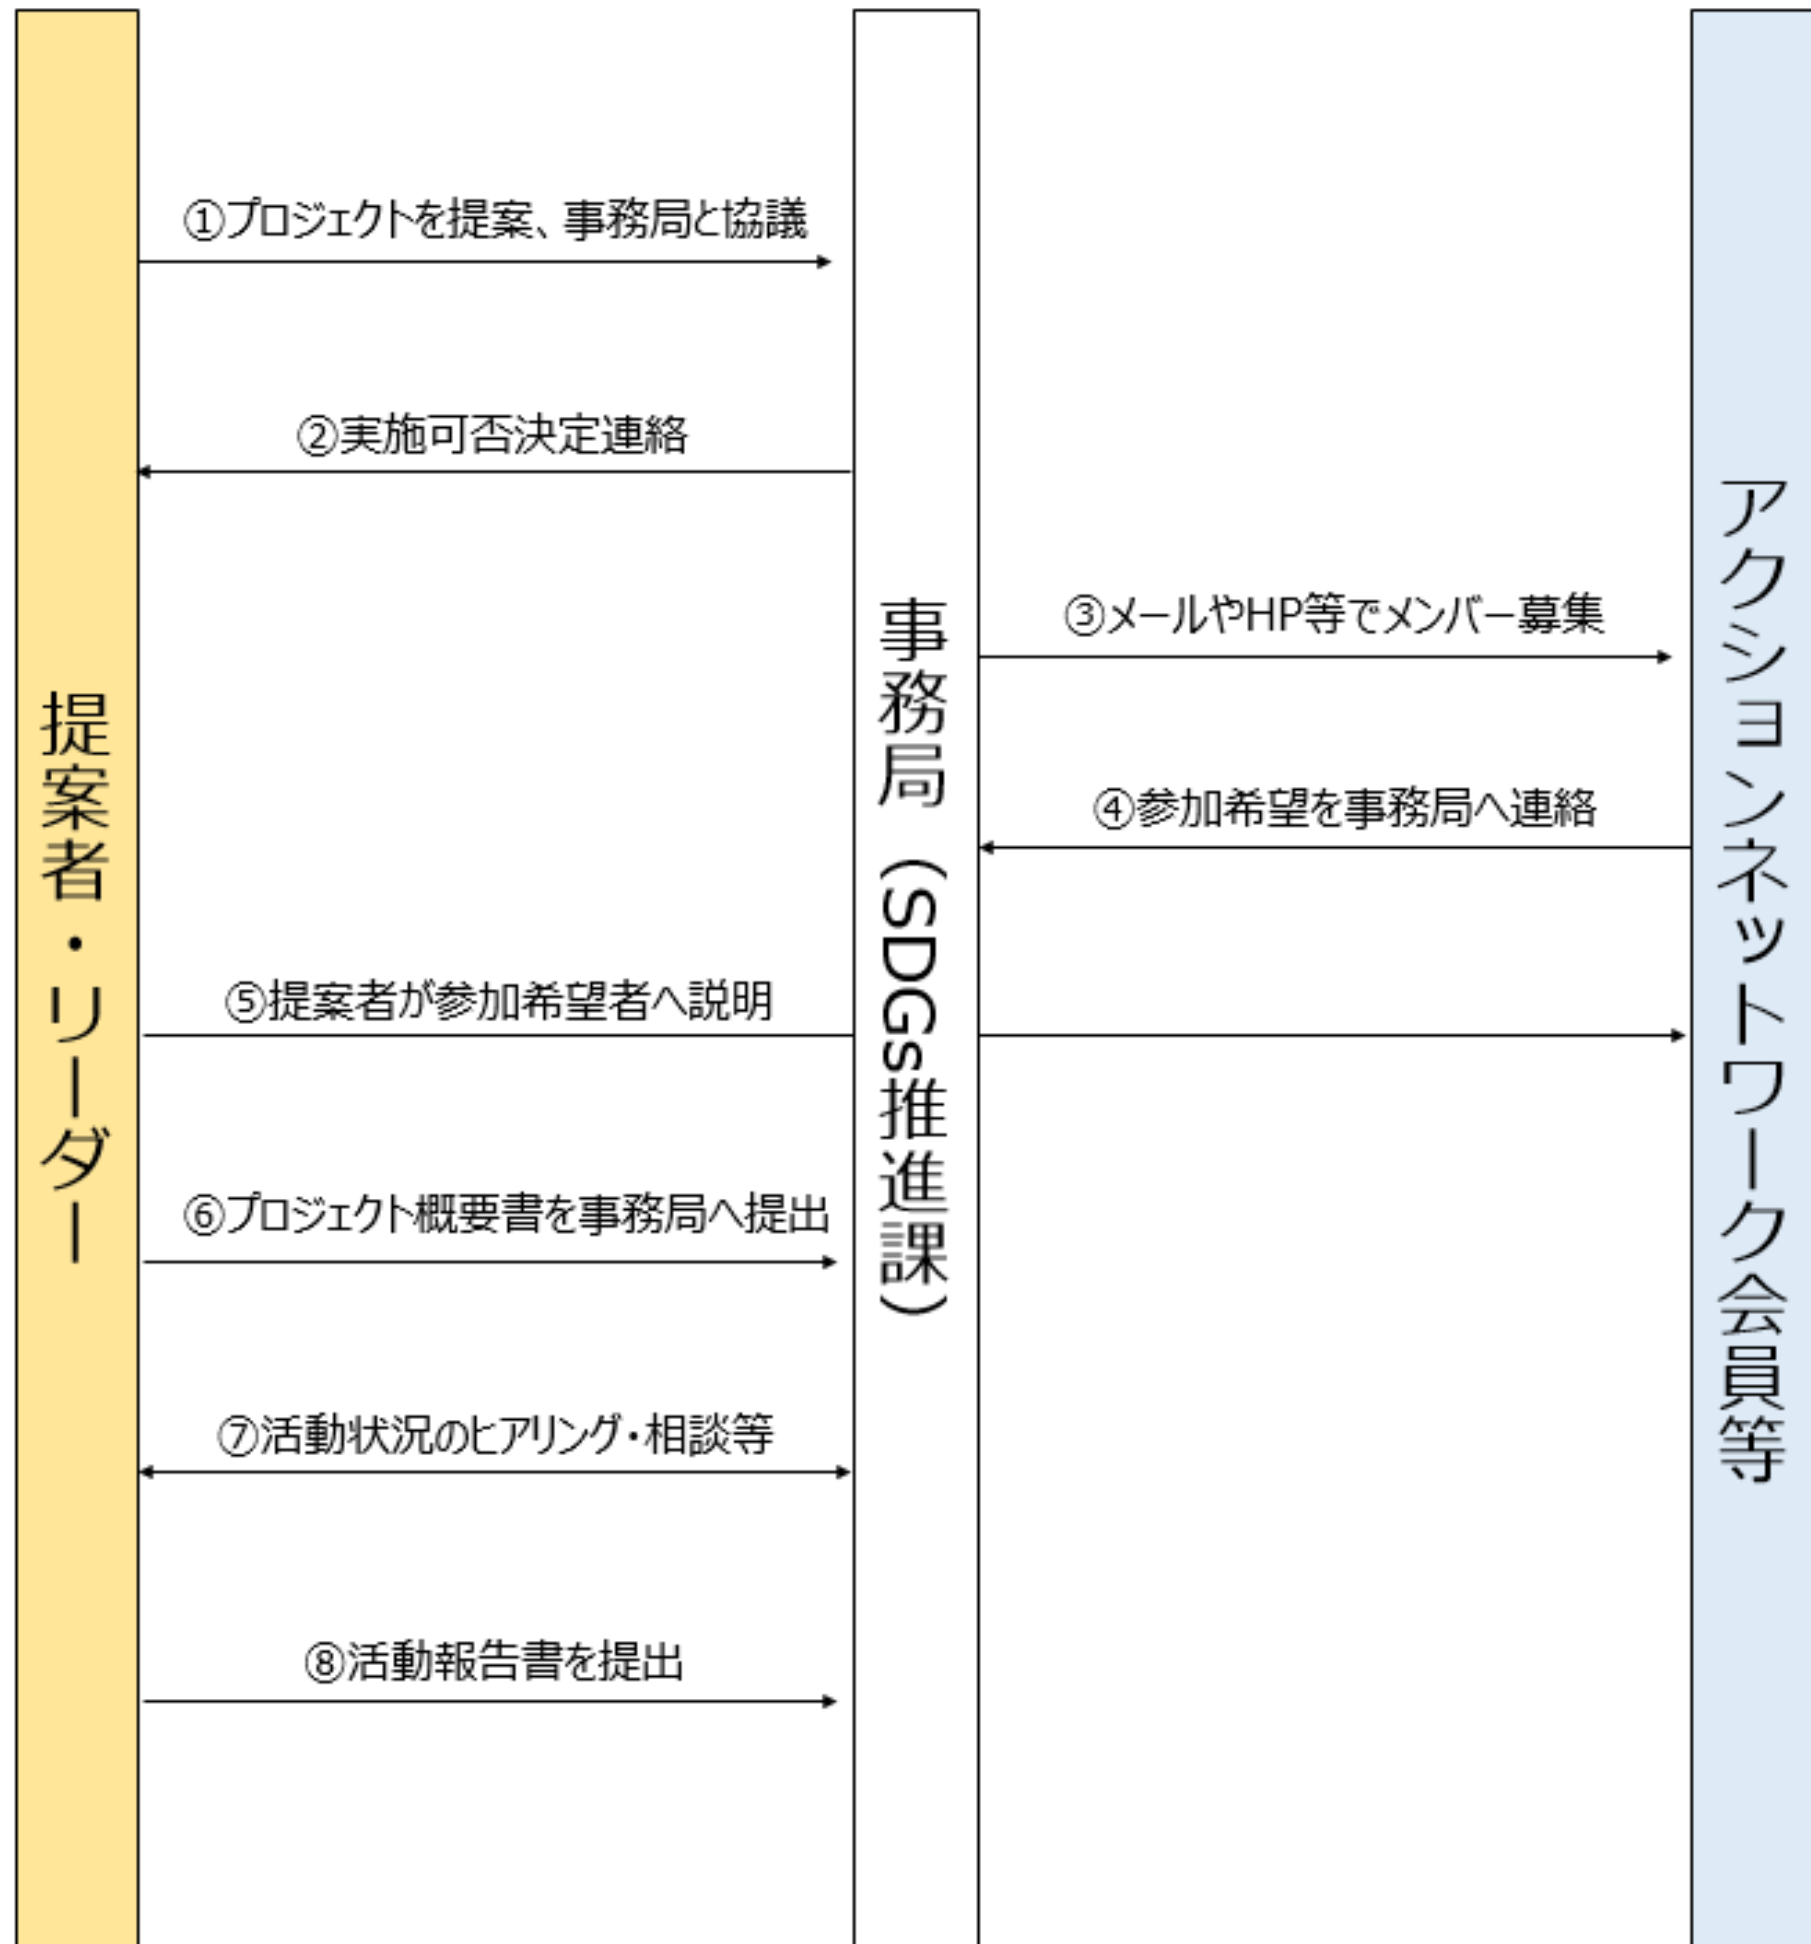 ①プロジェクトを提案、事務局と協議
②実施可否決定連絡
③メールやHP等でメンバー募集
④参加希望を事務局へ連絡
⑤提案者が参加希望者へ説明
⑥プロジェクト概要書を事務局へ提出
⑦活動状況のヒアリング・相談等
⑧活動報告書を提出
提案者・リーダー
事務局（SDGs推進課）
アクションネットワーク会員等